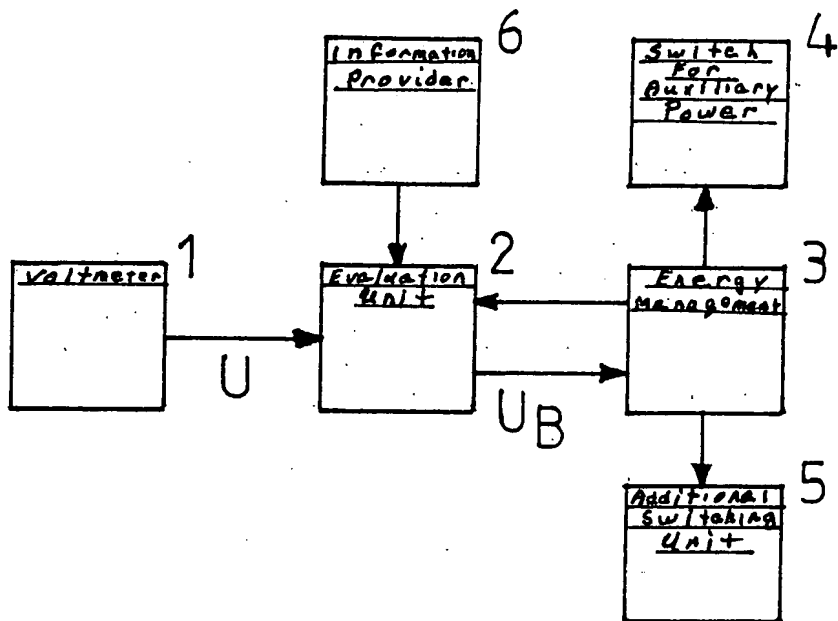 6
Information
Provider
4
Switch
For
Auxiliary
Power
1
Voltmeter
2
Evaluation
Unit
3
Energy
Management
U
UB
5
Additional
Switching
Unit